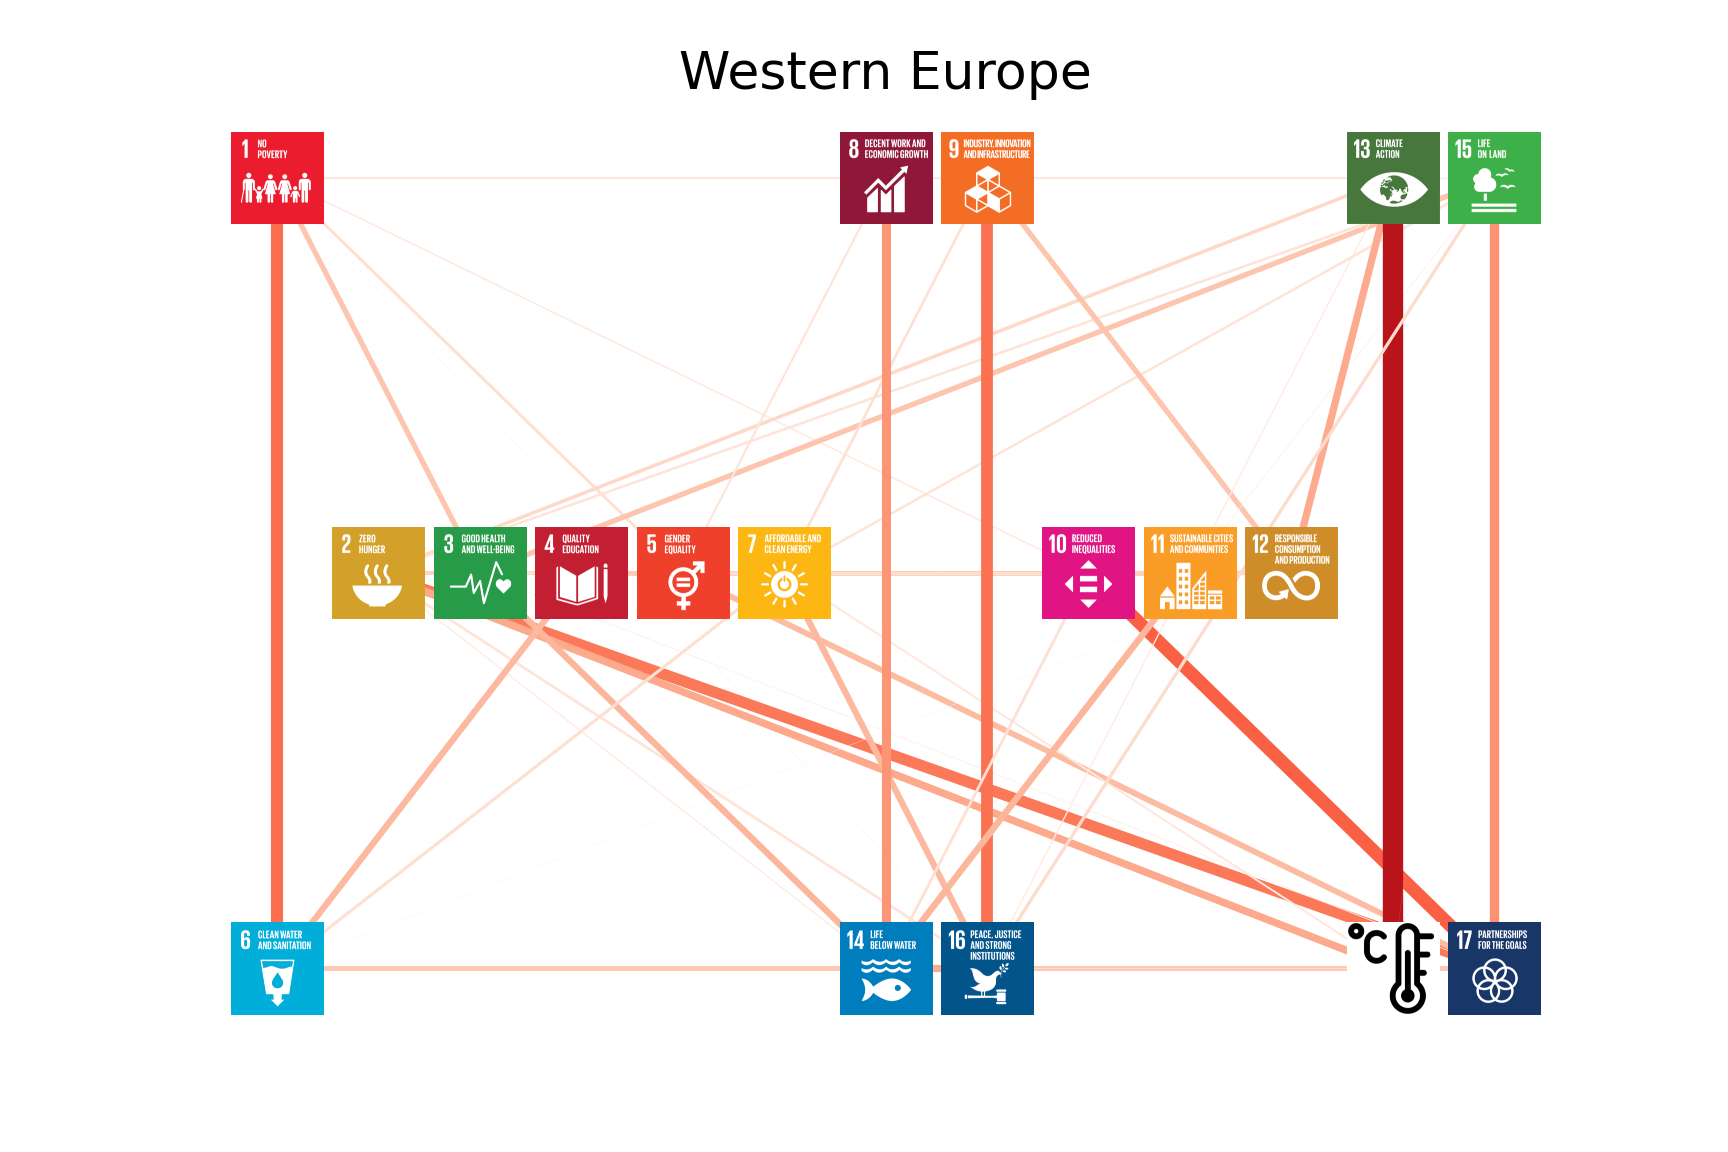 Western Europe
1 NO
POVERTY
8 DECENT WORK AND
ECONOMIC GROWTH
9 INDUSTRY, INNOVATION
AND INFRASTRUCTURE
13 CLIMATE
ACTION
15 LIFE
ON LAND
2 ZERO
HUNGER
3 GOOD HEALTH
AND WELL-BEING
4 QUALITY
EDUCATION
5 GENDER
EQUALITY
7 AFFORDABLE AND
CLEAN ENERGY
10 REDUCED
INEQUALITIES
11 SUSTAINABLE CITIES
AND COMMUNITIES
12 RESPONSIBLE
CONSUMPTION
AND PRODUCTION
6 CLEAN WATER
AND SANITATION
14 LIFE
BELOW WATER
16 PEACE, JUSTICE
AND STRONG
INSTITUTIONS
°C
17 PARTNERSHIPS
FOR THE GOALS